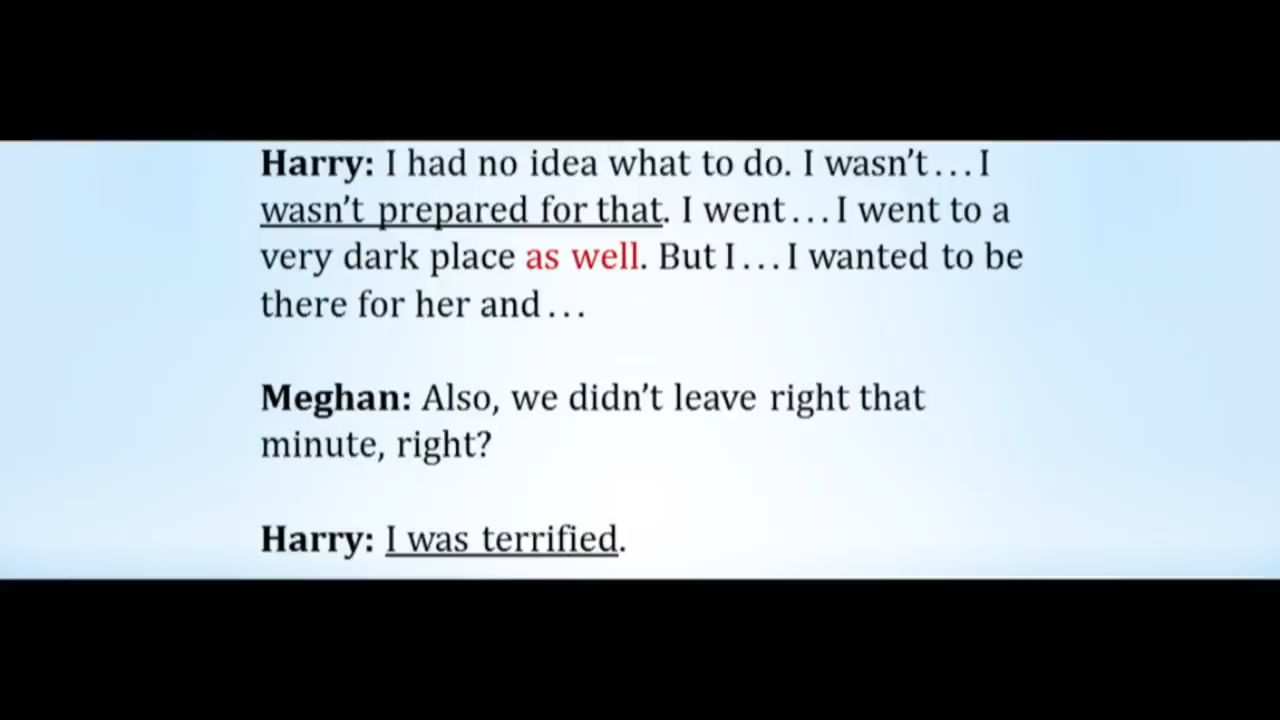 Harry: I had no idea what to do. I wasn’t...I
wasn’t prepared for that. I went...I went to a
very dark place as well. But I...I wanted to be
there for her and...
Meghan: Also, we didn’t leave right that
minute, right?
Harry: I was terrified.